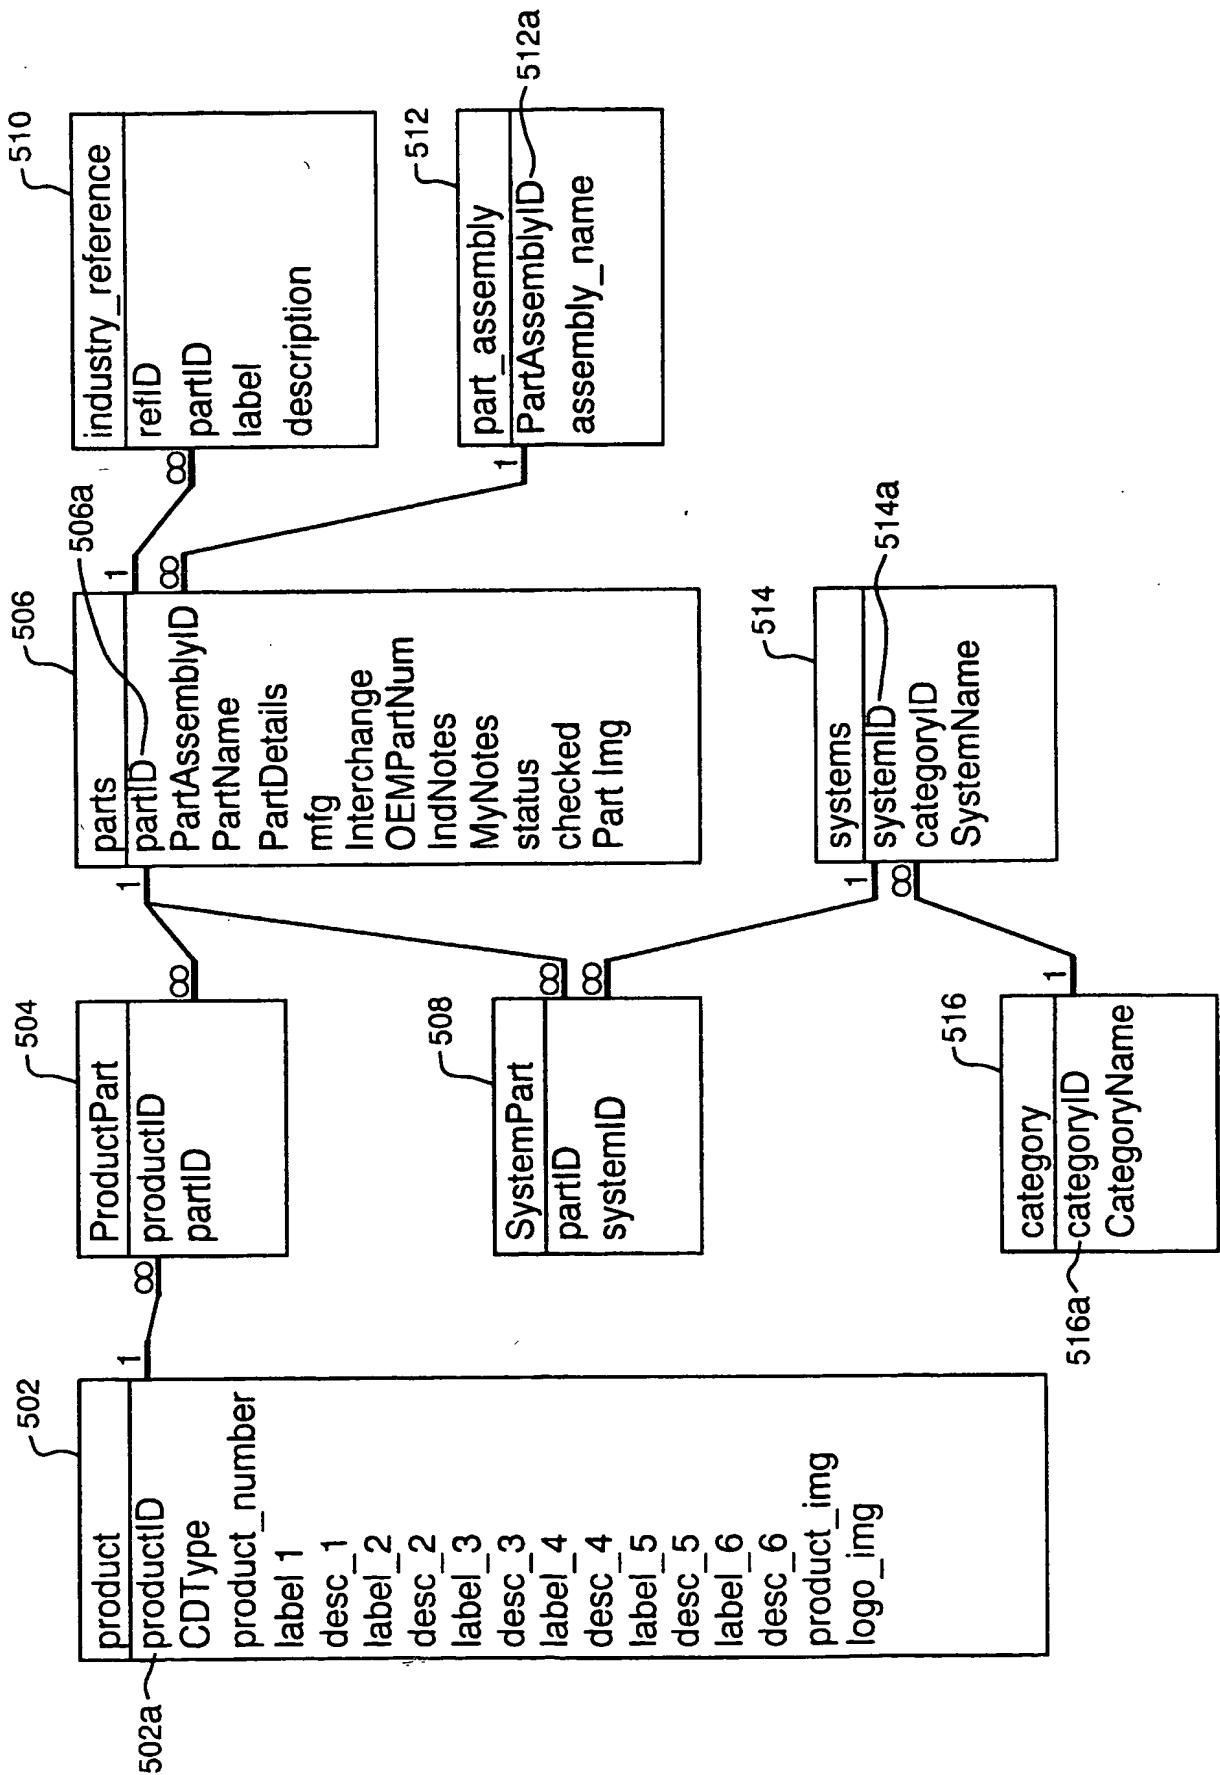 502
product
productID
502a
CDType
product_number
label 1
desc_1
label_2
desc_2
label_3
desc_3
label_4
desc_4
label_5
desc_5
label_6
desc_6
product_img
logo_img
1
∞
504
ProductPart
productID
partID
∞
1
506
parts
partID
506a
PartAssemblyID
PartName
PartDetails
mfg
Interchange
OEMPartNum
IndNotes
MyNotes
status
checked
Part Img
1
∞
∞
1
510
industry_reference
refID
partID
label
description
512
part_assembly
PartAssemblyID
512a
assembly_name
508
SystemPart
partID
systemID
∞
∞
1
∞
514
systems
systemID
514a
categoryID
SystemName
1
516
category
categoryID
516a
CategoryName